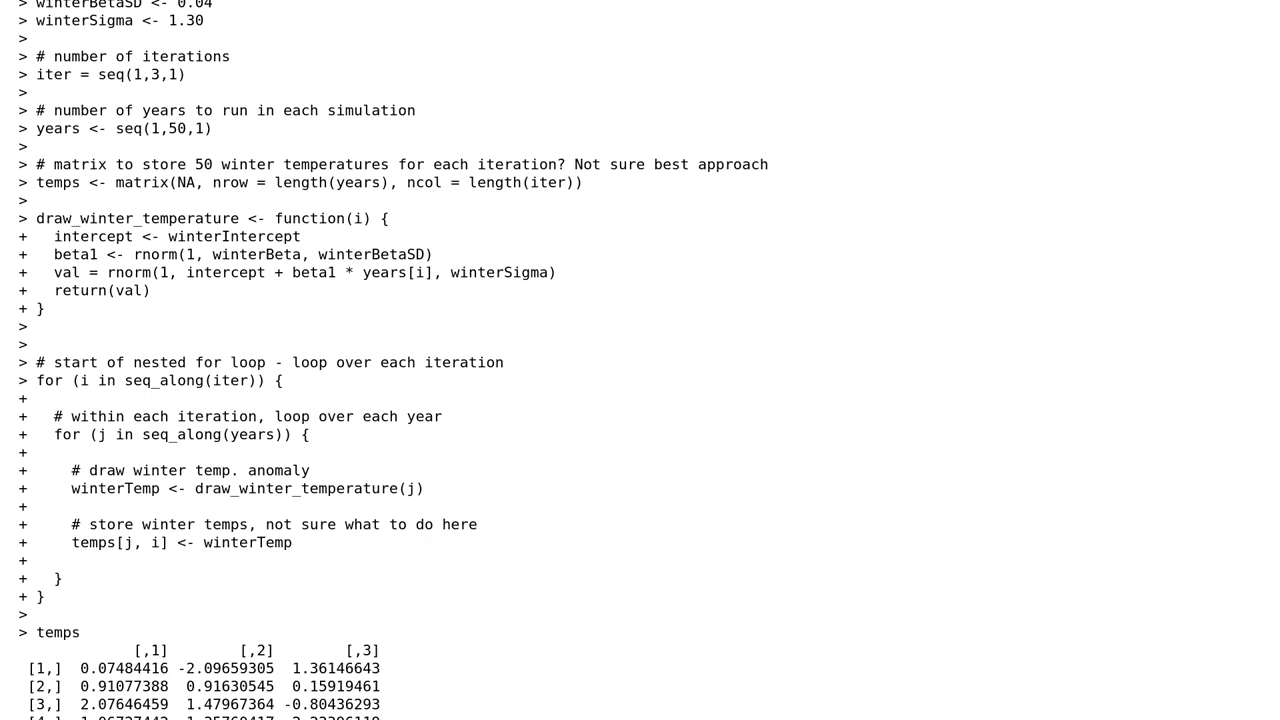 > winterBetaSD <- 0.04
> winterSigma <- 1.30
>
> # number of iterations
> iter = seq(1,3,1)
>
> # number of years to run in each simulation
> years <- seq(1,50,1)
>
> # matrix to store 50 winter temperatures for each iteration? Not sure best approach
> temps <- matrix(NA, nrow = length(years), ncol = length(iter))
>
> draw_winter_temperature <- function(i) {
+   intercept <- winterIntercept
+   beta1 <- rnorm(1, winterBeta, winterBetaSD)
+   val = rnorm(1, intercept + beta1 * years[i], winterSigma)
+   return(val)
+ }
>
>
> # start of nested for loop - loop over each iteration
> for (i in seq_along(iter)) {
+
+   # within each iteration, loop over each year
+   for (j in seq_along(years)) {
+
+     # draw winter temp. anomaly
+     winterTemp <- draw_winter_temperature(j)
+
+     # store winter temps, not sure what to do here
+     temps[j, i] <- winterTemp
+
+   }
+ }
>
> temps
             [,1]        [,2]        [,3]
 [1,]  0.07484416 -2.09659305  1.36146643
 [2,]  0.91077388  0.91630545  0.15919461
 [3,]  2.07646459  1.47967364 -0.80436293